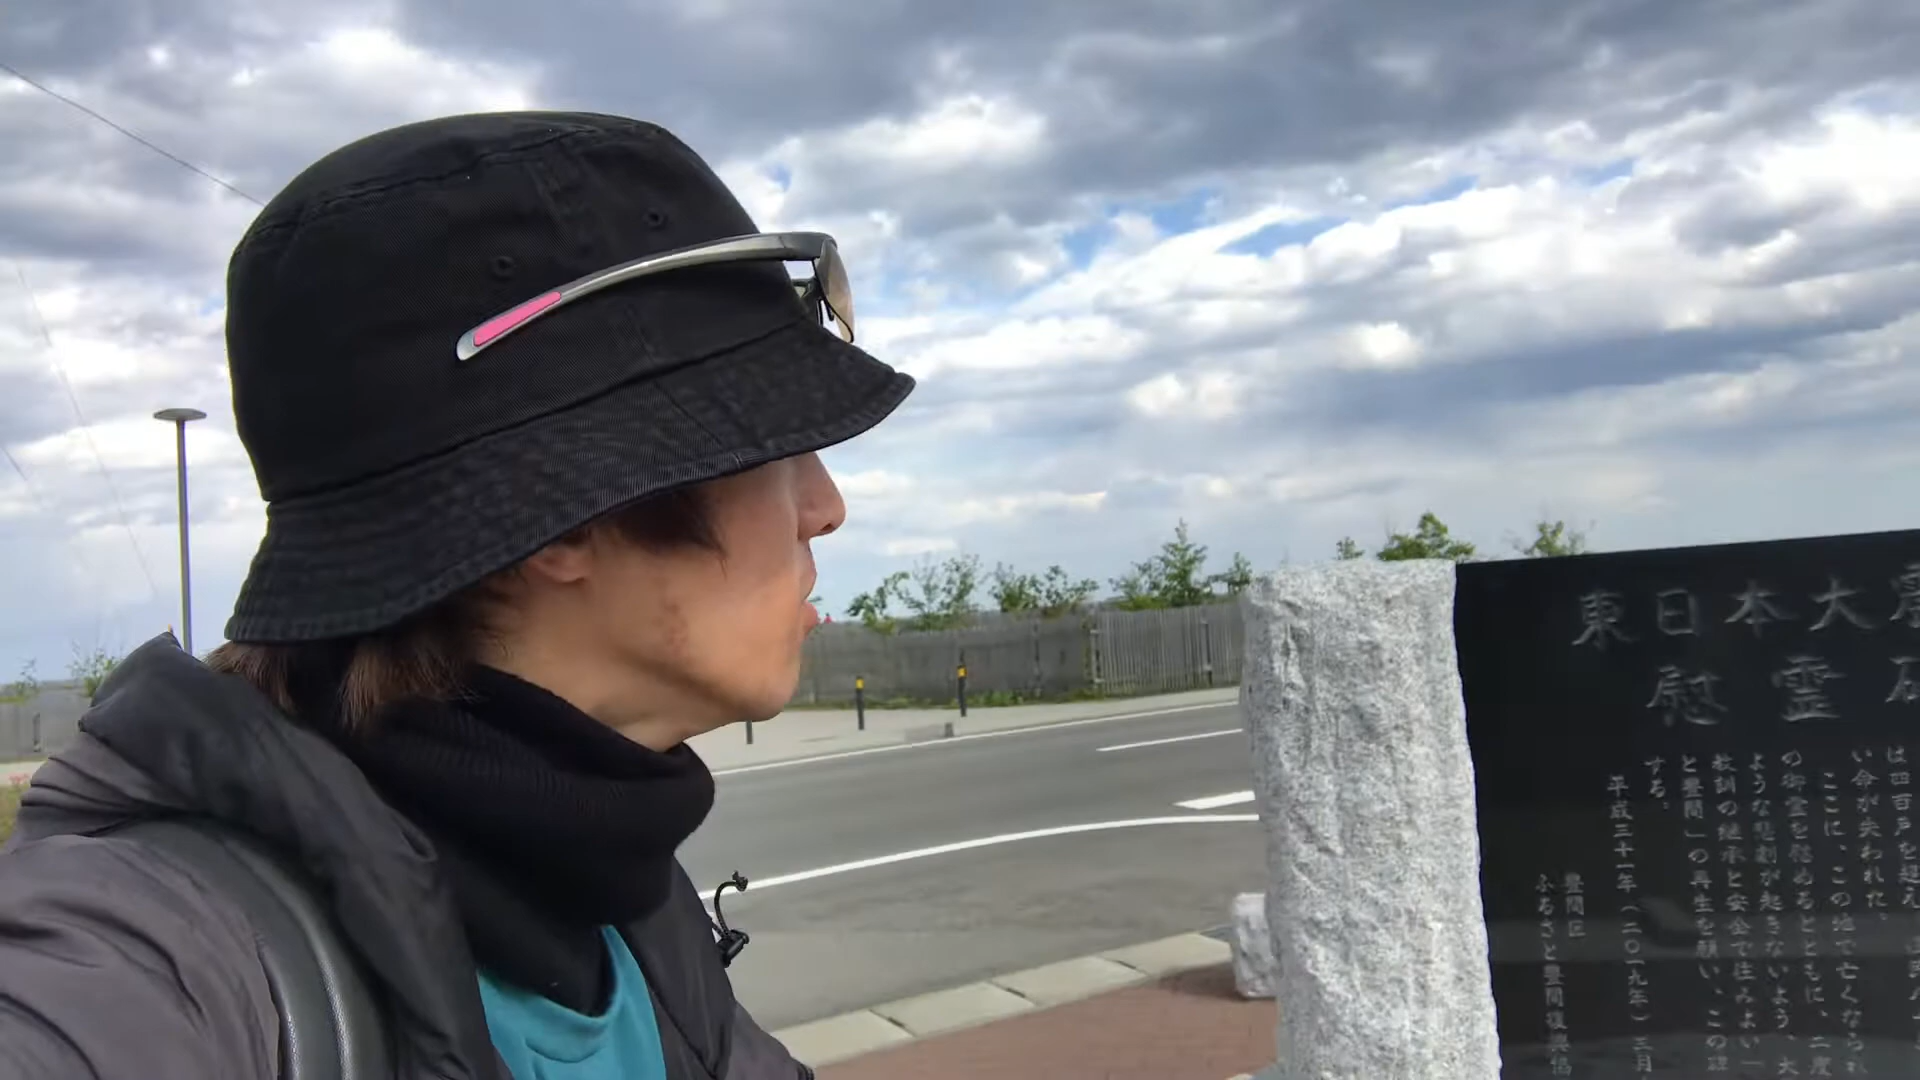 東日本大震
慰霊碑
は四百戸を超え
い命が失われた。
ここに、この地で亡くなられ
の御霊を慰めるとともに、二度
ような悲劇が起きないよう、大
教訓の継承と安全で住みよい「
と豊間」の再生を願い、この碑
する。
平成三十一年(二〇一九年)三月
豊間区
ふるさと豊間復興協